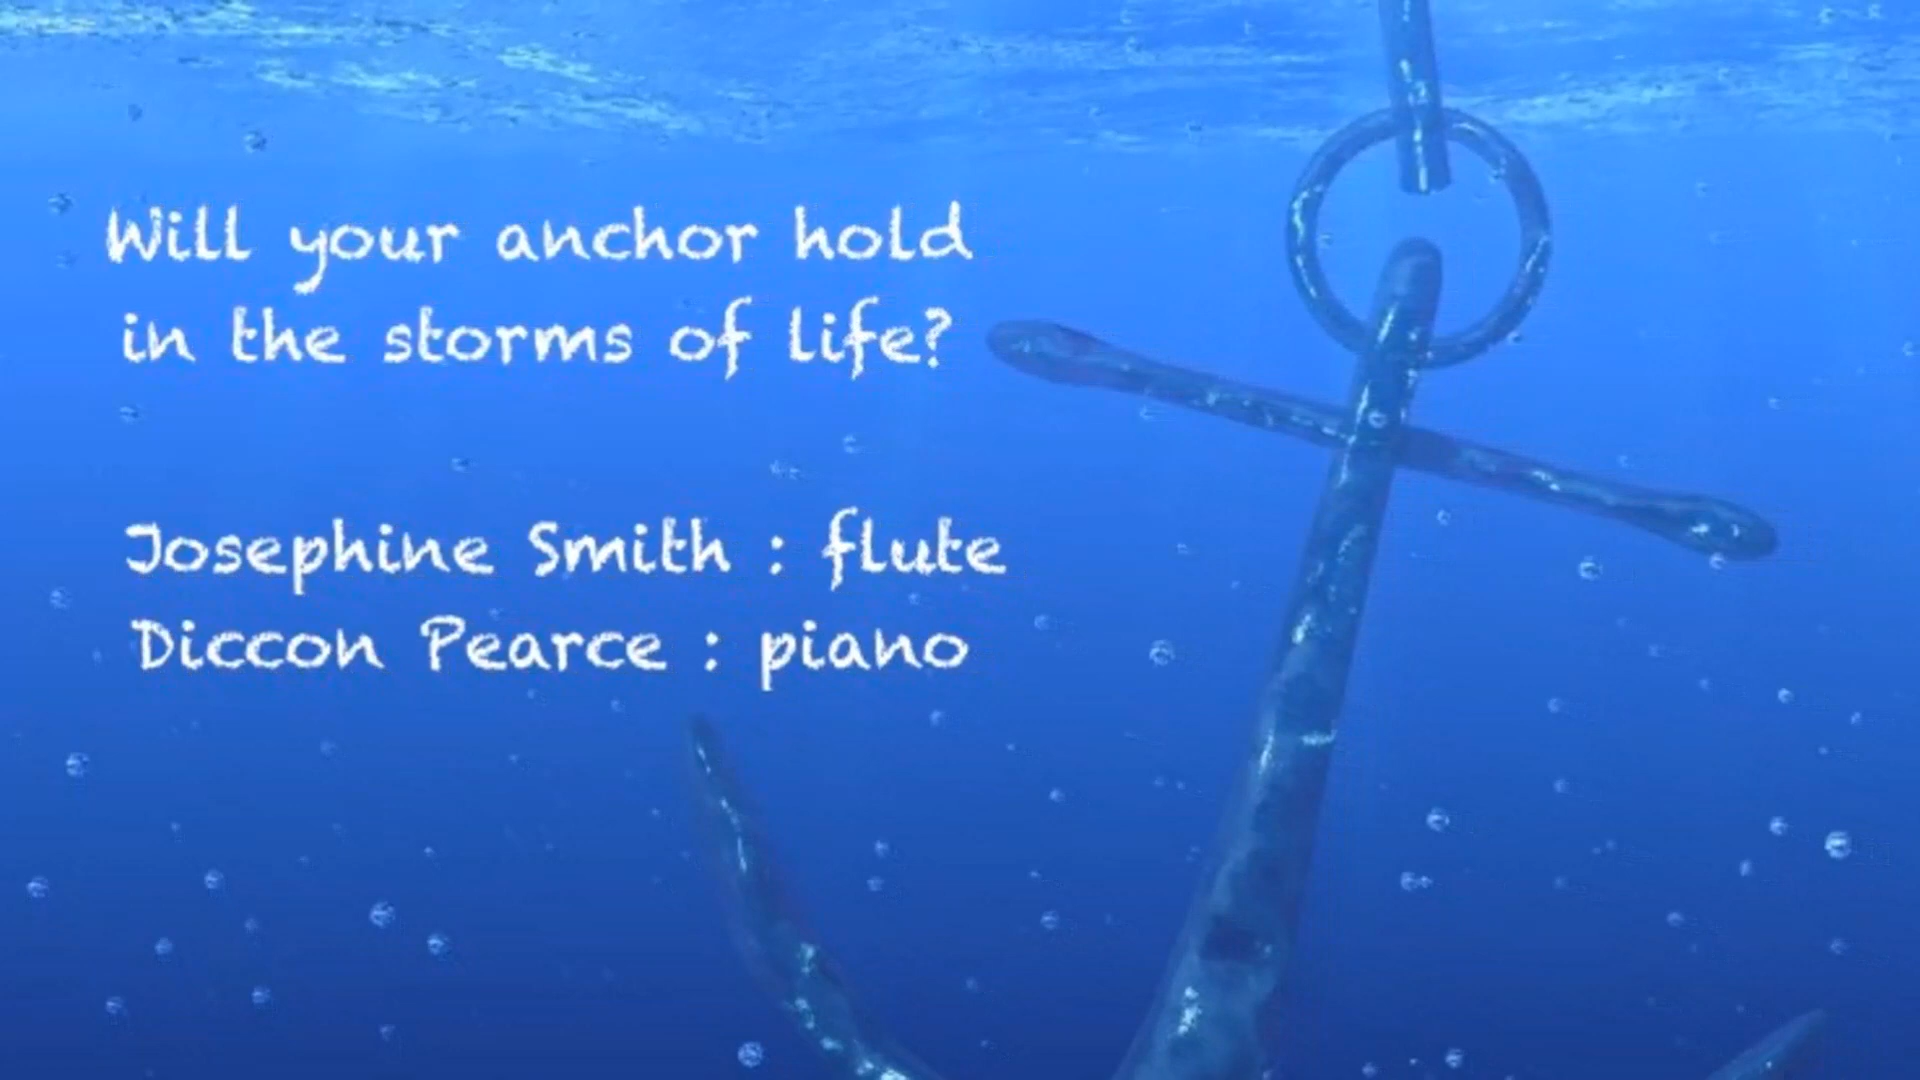 Will your anchor hold
in the storms of life?
Josephine Smith : flute
Diccon Pearce : piano